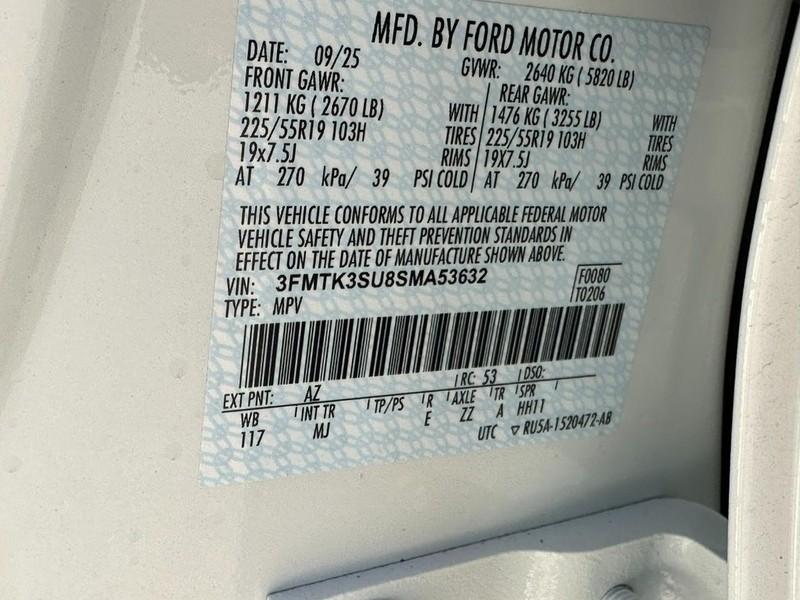 MFD. BY FORD MOTOR CO.
DATE: 09/25 GVWR: 2640 KG ( 5820 LB)
FRONT GAWR: REAR GAWR:
1211 KG ( 2670 LB) WITH 1476 KG ( 3255 LB) WITH
225/55R19 103H TIRES 225/55R19 103H TIRES
19x7.5J RIMS 19X7.5J RIMS
AT 270 kPa/ 39 PSI COLD AT 270 kPa/ 39 PSI COLD
THIS VEHICLE CONFORMS TO ALL APPLICABLE FEDERAL MOTOR
VEHICLE SAFETY AND THEFT PREVENTION STANDARDS IN
EFFECT ON THE DATE OF MANUFACTURE SHOWN ABOVE.
VIN: 3FMTK3SU8SMA53632 F0080
TYPE: MPV T0206
EXT PNT: AZ RC: 53 DSO:
WB INT TR TP/PS R AXLE TR SPR
117 MJ E ZZ A HH11
UTC ▽ RU5A-1520472-AB